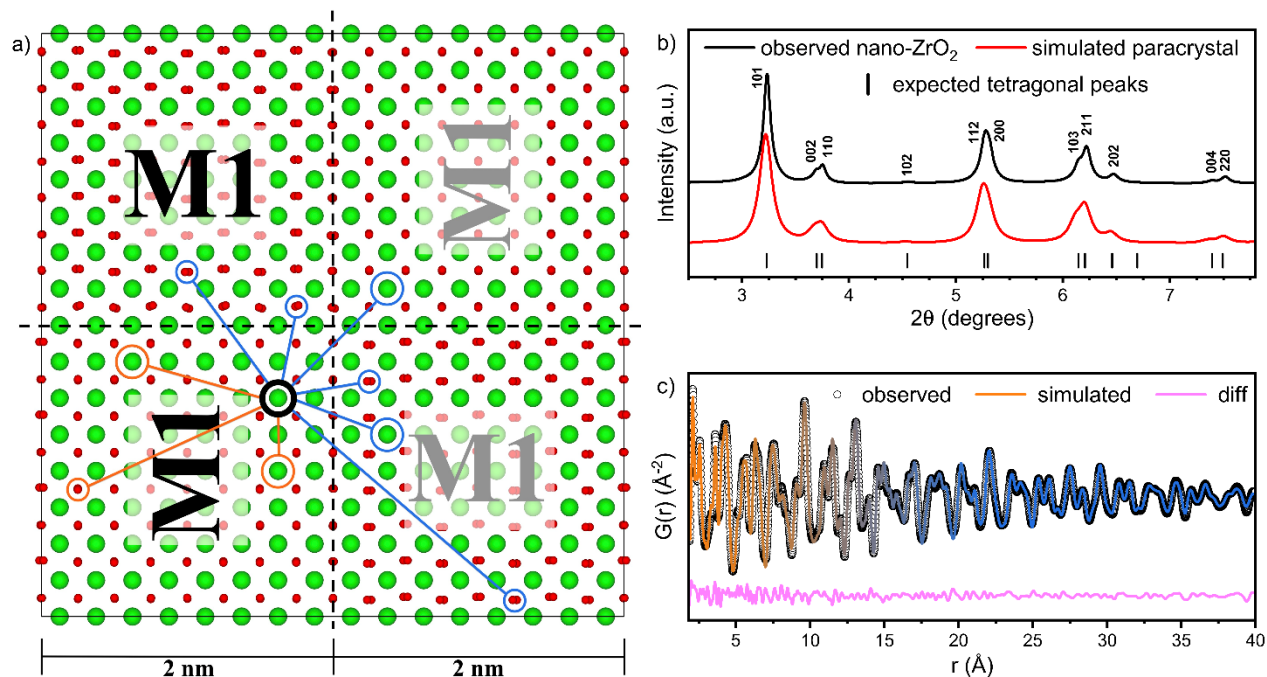 a)
M1
M1
M1
M1
2 nm
2 nm
b)
observed nano-ZrO₂
simulated paracrystal
expected tetragonal peaks
Intensity (a.u.)
101
002
110
102
112
200
103
211
202
004
220
3 4 5 6 7
2θ (degrees)
c)
observed
simulated
diff
G(r) (Å⁻²)
5 10 15 20 25 30 35 40
r (Å)